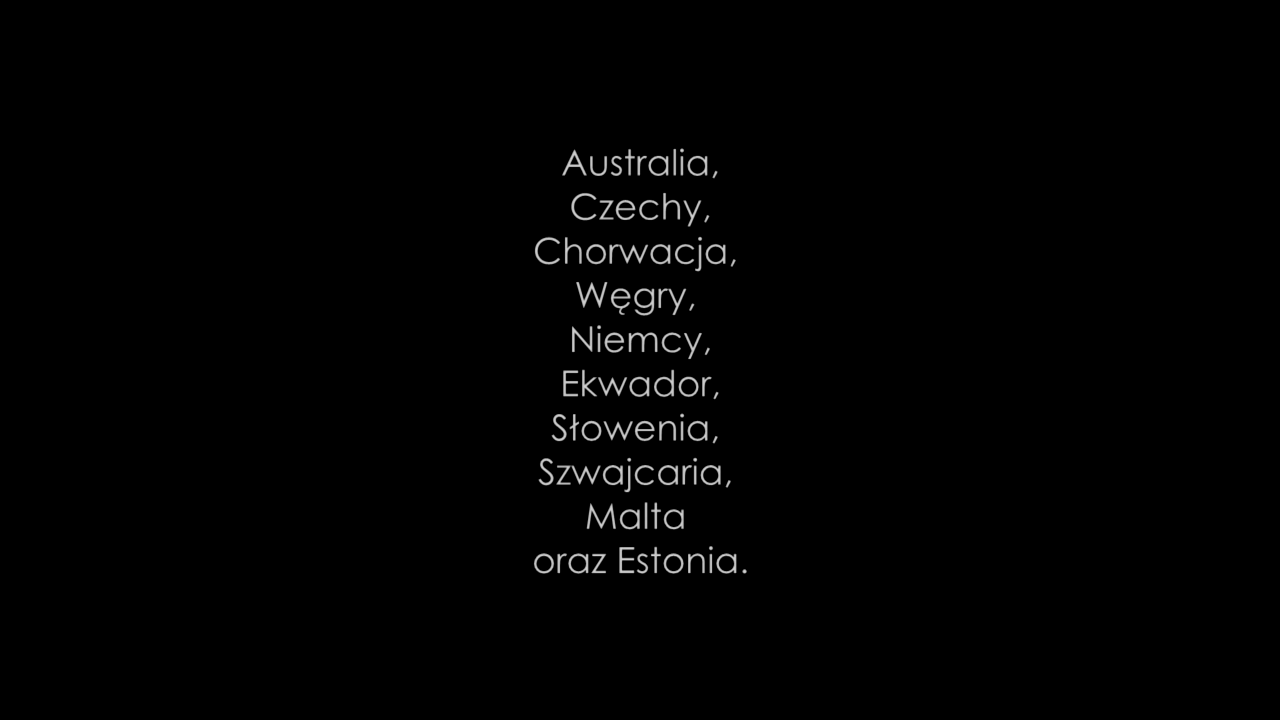 Australia,
Czechy,
Chorwacja,
Węgry,
Niemcy,
Ekwador,
Słowenia,
Szwajcaria,
Malta
oraz Estonia.